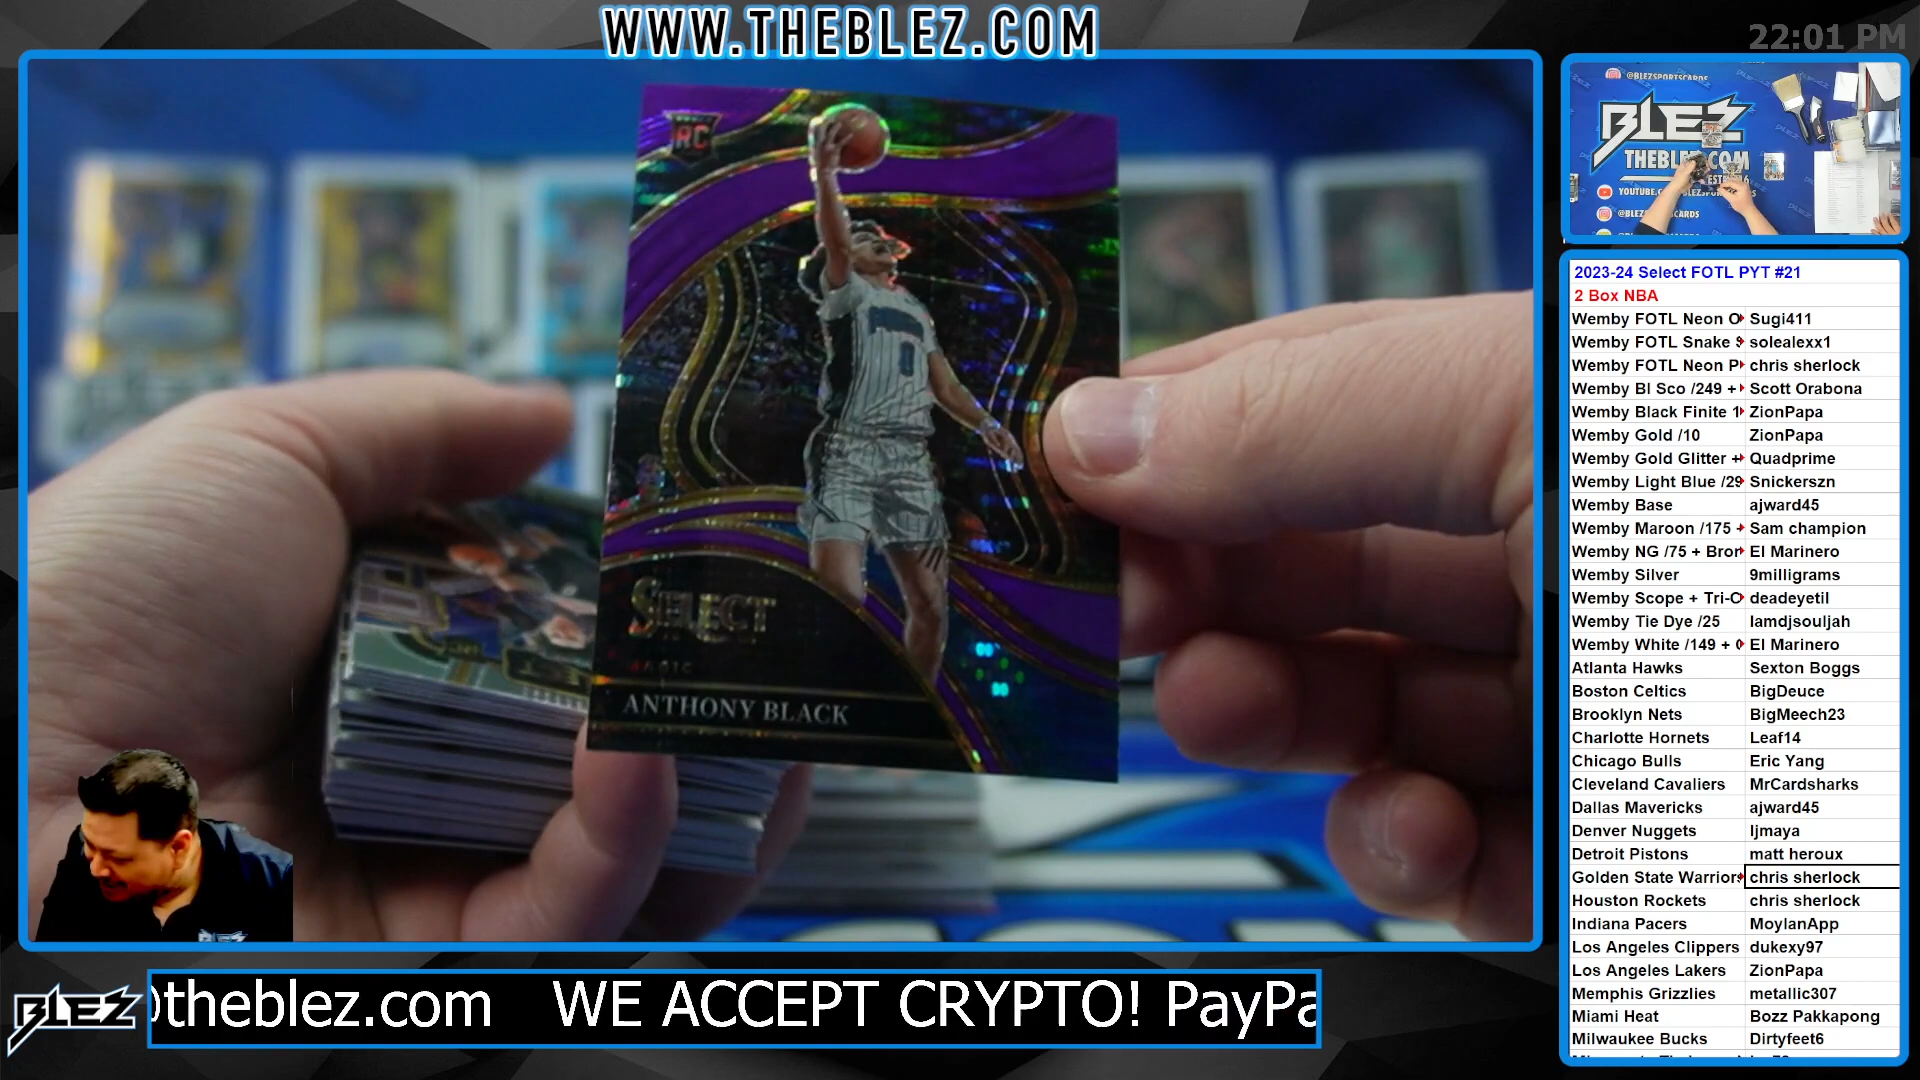 WWW.THEBLEZ.COM
22:01 PM
RC
0
SELECT
MAGIC
ANTHONY BLACK
@BLEZSPORTSCARDS
BLEZ
THEBLEZ.COM
@BLEZSPORTSCARDS
2023-24 Select FOTL PYT #21
2 Box NBA
Wemby FOTL Neon O Sugi411
Wemby FOTL Snake S solealexx1
Wemby FOTL Neon P chris sherlock
Wemby Bl Sco /249 + Scott Orabona
Wemby Black Finite 1 ZionPapa
Wemby Gold /10 ZionPapa
Wemby Gold Glitter + Quadprime
Wemby Light Blue /29 Snickerszn
Wemby Base ajward45
Wemby Maroon /175 + Sam champion
Wemby NG /75 + Bron El Marinero
Wemby Silver 9milligrams
Wemby Scope + Tri-C deadeyetil
Wemby Tie Dye /25 Iamdjsouljah
Wemby White /149 + El Marinero
Atlanta Hawks Sexton Boggs
Boston Celtics BigDeuce
Brooklyn Nets BigMeech23
Charlotte Hornets Leaf14
Chicago Bulls Eric Yang
Cleveland Cavaliers MrCardsharks
Dallas Mavericks ajward45
Denver Nuggets ljmaya
Detroit Pistons matt heroux
Golden State Warriors chris sherlock
Houston Rockets chris sherlock
Indiana Pacers MoylanApp
Los Angeles Clippers dukexy97
Los Angeles Lakers ZionPapa
Memphis Grizzlies metallic307
Miami Heat Bozz Pakkapong
Milwaukee Bucks Dirtyfeet6
BLEZ
@theblez.com WE ACCEPT CRYPTO! PayPa